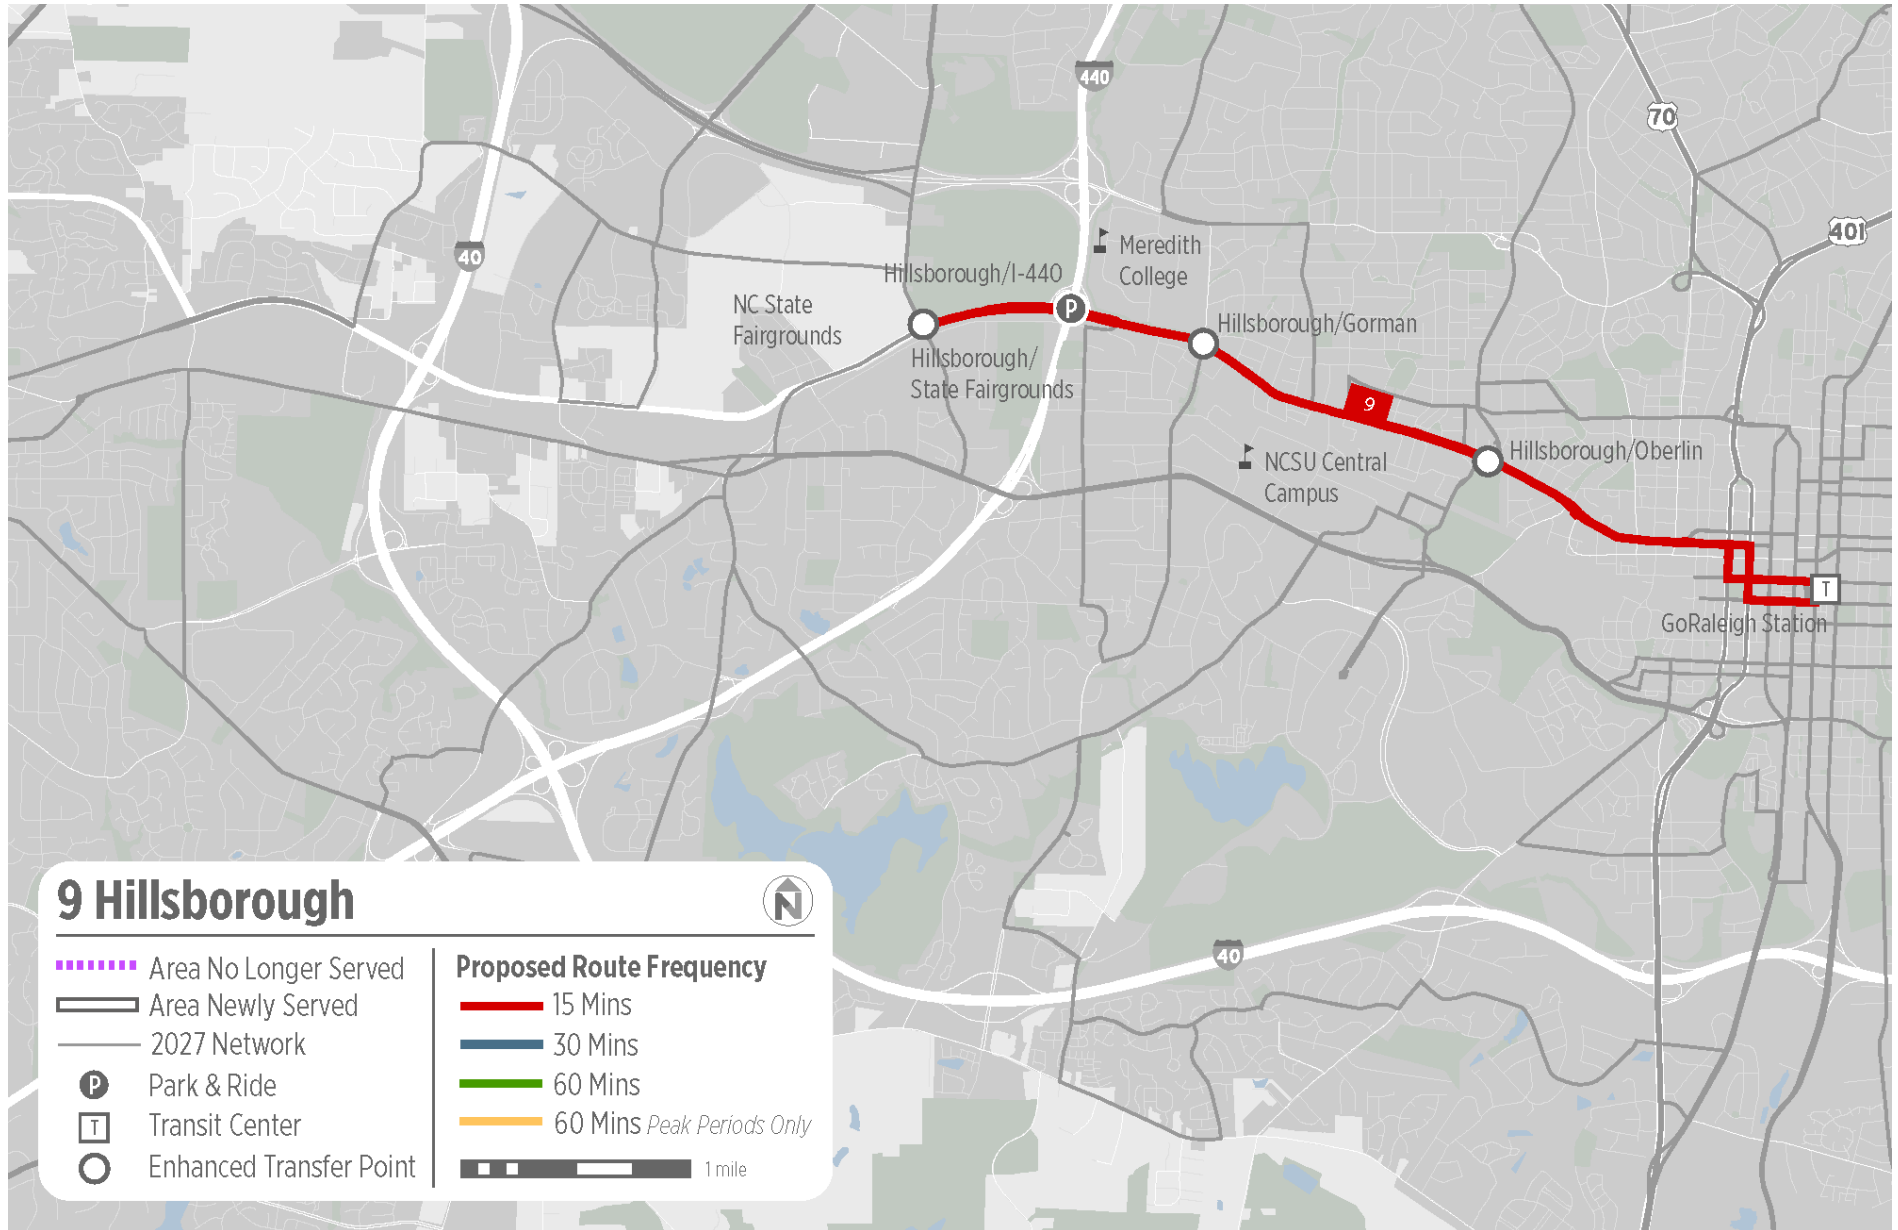 440
70
401
40
Meredith
College
Hillsborough/I-440
NC State
Fairgrounds
P
Hillsborough/Gorman
Hillsborough/
State Fairgrounds
9
Hillsborough/Oberlin
NCSU Central
Campus
T
GoRaleigh Station
40
9 Hillsborough
N
Area No Longer Served
Area Newly Served
2027 Network
P Park & Ride
T Transit Center
Enhanced Transfer Point
Proposed Route Frequency
15 Mins
30 Mins
60 Mins
60 Mins Peak Periods Only
1 mile